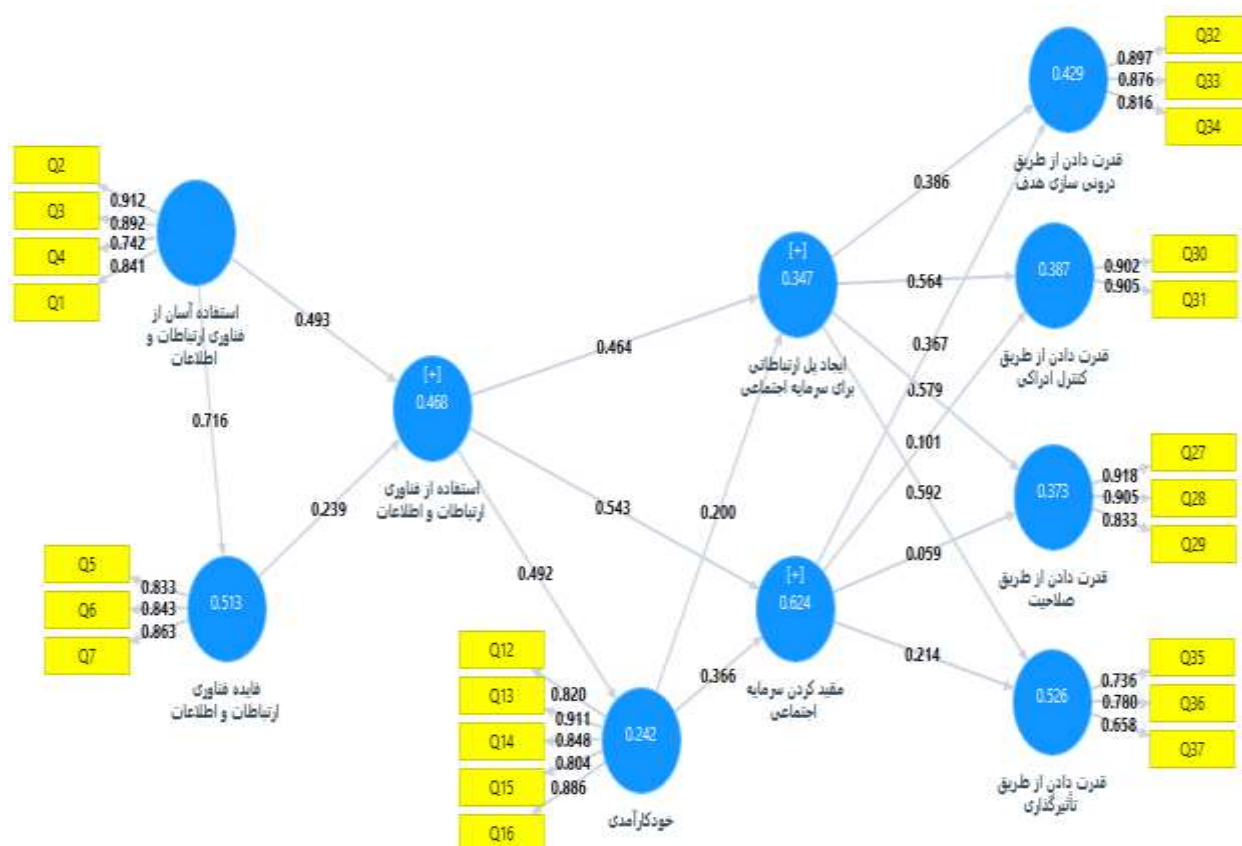 Q2
Q3
Q4
Q1
0.912
0.892
0.742
0.841
استفاده آسان از
فناوری ارتباطات و
اطلاعات
0.493
0.716
Q5
Q6
Q7
0.833
0.843
0.863
0.513
فایده فناوری
ارتباطات و اطلاعات
0.239
[+]
0.468
استفاده از فناوری
ارتباطات و اطلاعات
0.464
0.543
0.492
Q12
Q13
Q14
Q15
Q16
0.820
0.911
0.848
0.804
0.886
0.242
خودکارآمدی
0.200
0.366
[+]
0.347
ایجاد پل ارتباطاتی
برای سرمایه اجتماعی
[+]
0.624
مقید کردن سرمایه
اجتماعی
0.386
0.564
0.367
0.579
0.101
0.592
0.059
0.214
0.429
قدرت دادن از طریق
درونی سازی هدف
0.897
0.876
0.816
Q32
Q33
Q34
0.387
قدرت دادن از طریق
کنترل ادراکی
0.902
0.905
Q30
Q31
0.373
قدرت دادن از طریق
صلاحیت
0.918
0.905
0.833
Q27
Q28
Q29
0.526
قدرت دادن از طریق
تأثیرگذاری
0.736
0.780
0.658
Q35
Q36
Q37